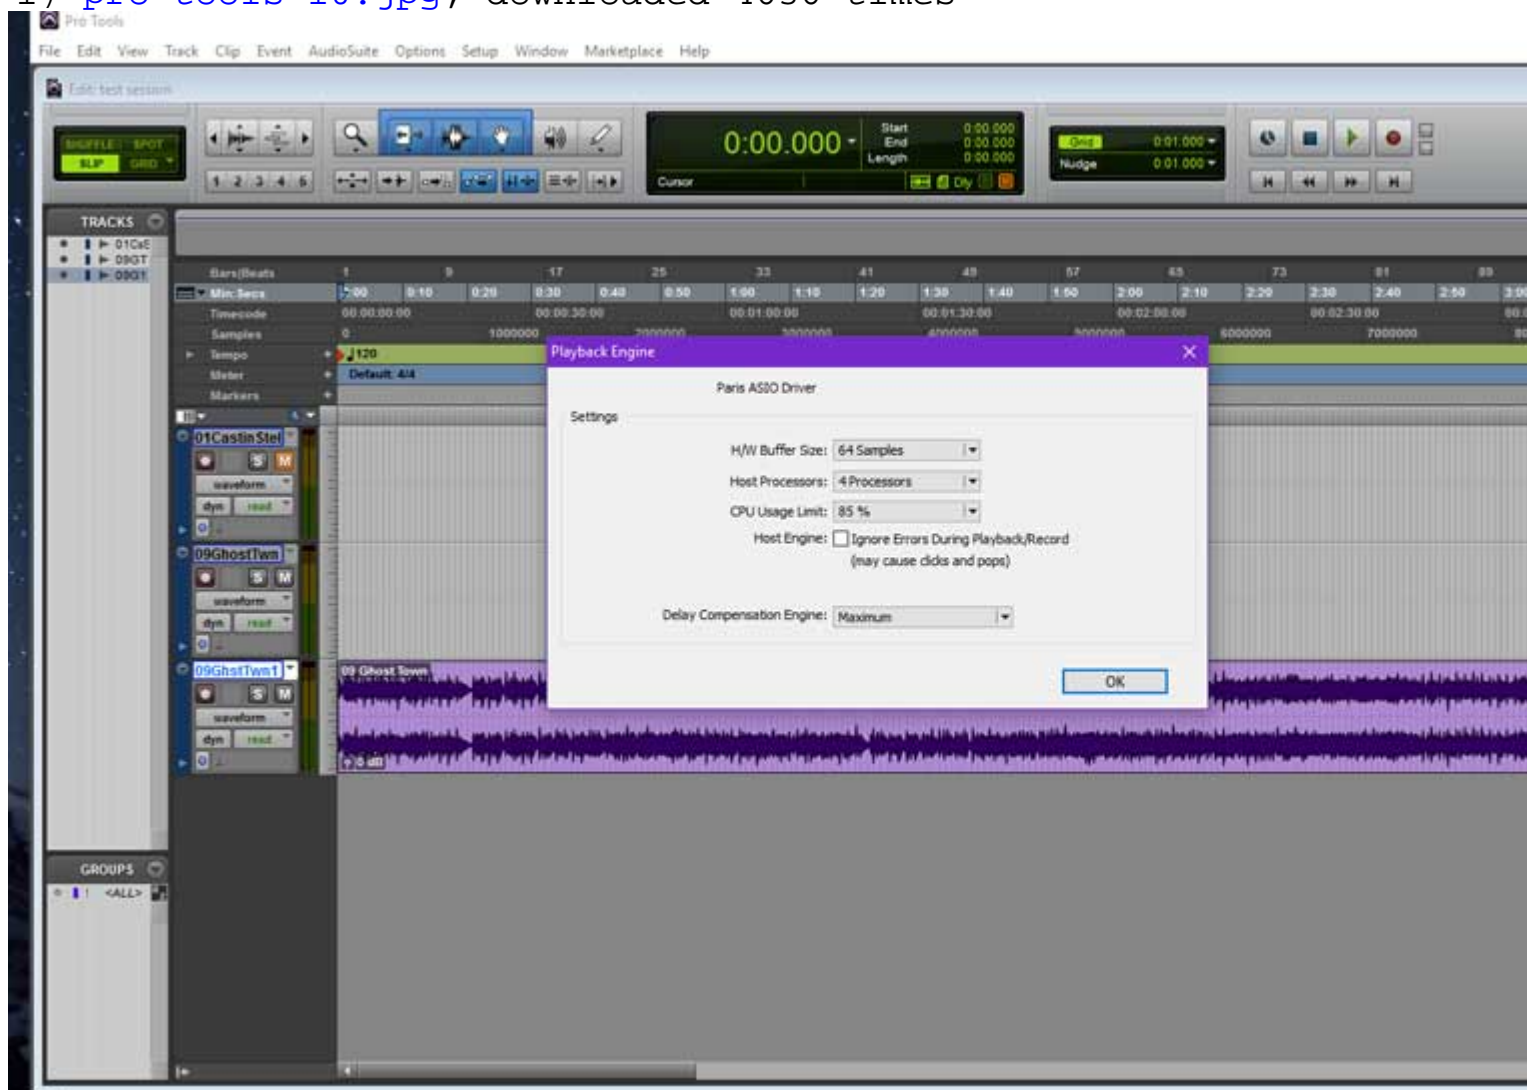 Pro Tools
File Edit View Track Clip Event AudioSuite Options Setup Window Marketplace Help
Edit: test session
SHUFFLE SPOT
SLIP GRID
1 2 3 4 5
0:00.000
Start 0:00.000
End 0:00.000
Length 0:00.000
Cursor
Dly
Grid 0:01.000
Nudge 0:01.000
TRACKS
01CsS
09GT
09G1
Bars|Beats 1 9 17 25 33 41 49 57 65 73 81 89
Min:Secs 0:00 0:10 0:20 0:30 0:40 0:50 1:00 1:10 1:20 1:30 1:40 1:50 2:00 2:10 2:20 2:30 2:40 2:50
Timecode 00:00:00:00 00:00:30:00 00:01:00:00 00:01:30:00 00:02:00:00 00:02:30:00
Samples 0 1000000 2000000 3000000 4000000 5000000 6000000 7000000
Tempo 120
Meter Default: 4/4
Markers
01CastinStel
S M
waveform
dyn read
09GhostTwn
S M
waveform
dyn read
09GhstTwn1
S M
waveform
dyn read
09 Ghost Town
0 dB
Playback Engine
Paris ASIO Driver
Settings
H/W Buffer Size: 64 Samples
Host Processors: 4 Processors
CPU Usage Limit: 85 %
Host Engine: Ignore Errors During Playback/Record
(may cause clicks and pops)
Delay Compensation Engine: Maximum
OK
GROUPS
! <ALL>